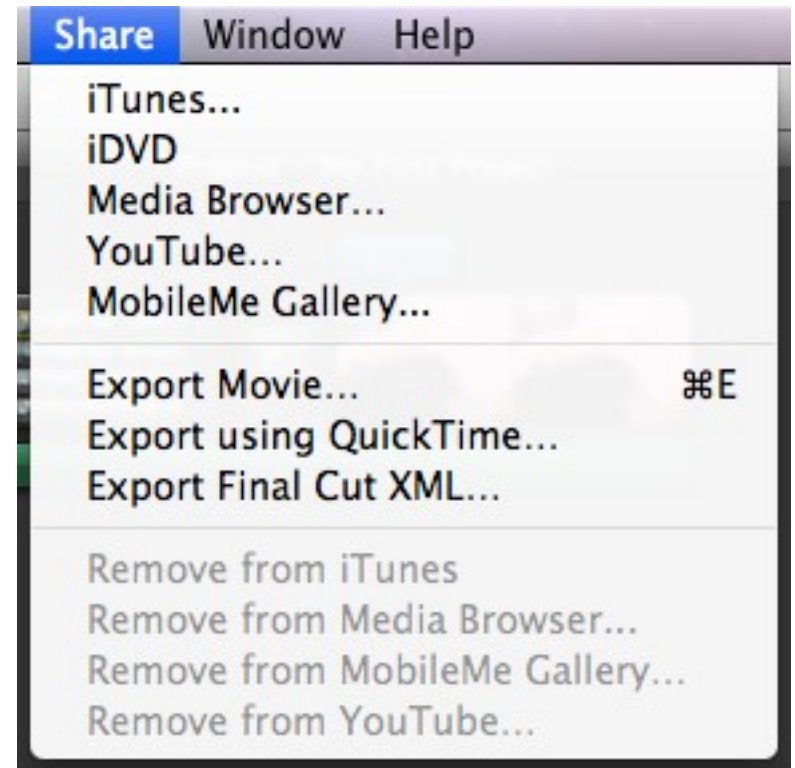 Share Window Help
iTunes...
iDVD
Media Browser...
YouTube...
MobileMe Gallery...
Export Movie... ⌘E
Export using QuickTime...
Export Final Cut XML...
Remove from iTunes
Remove from Media Browser...
Remove from MobileMe Gallery...
Remove from YouTube...